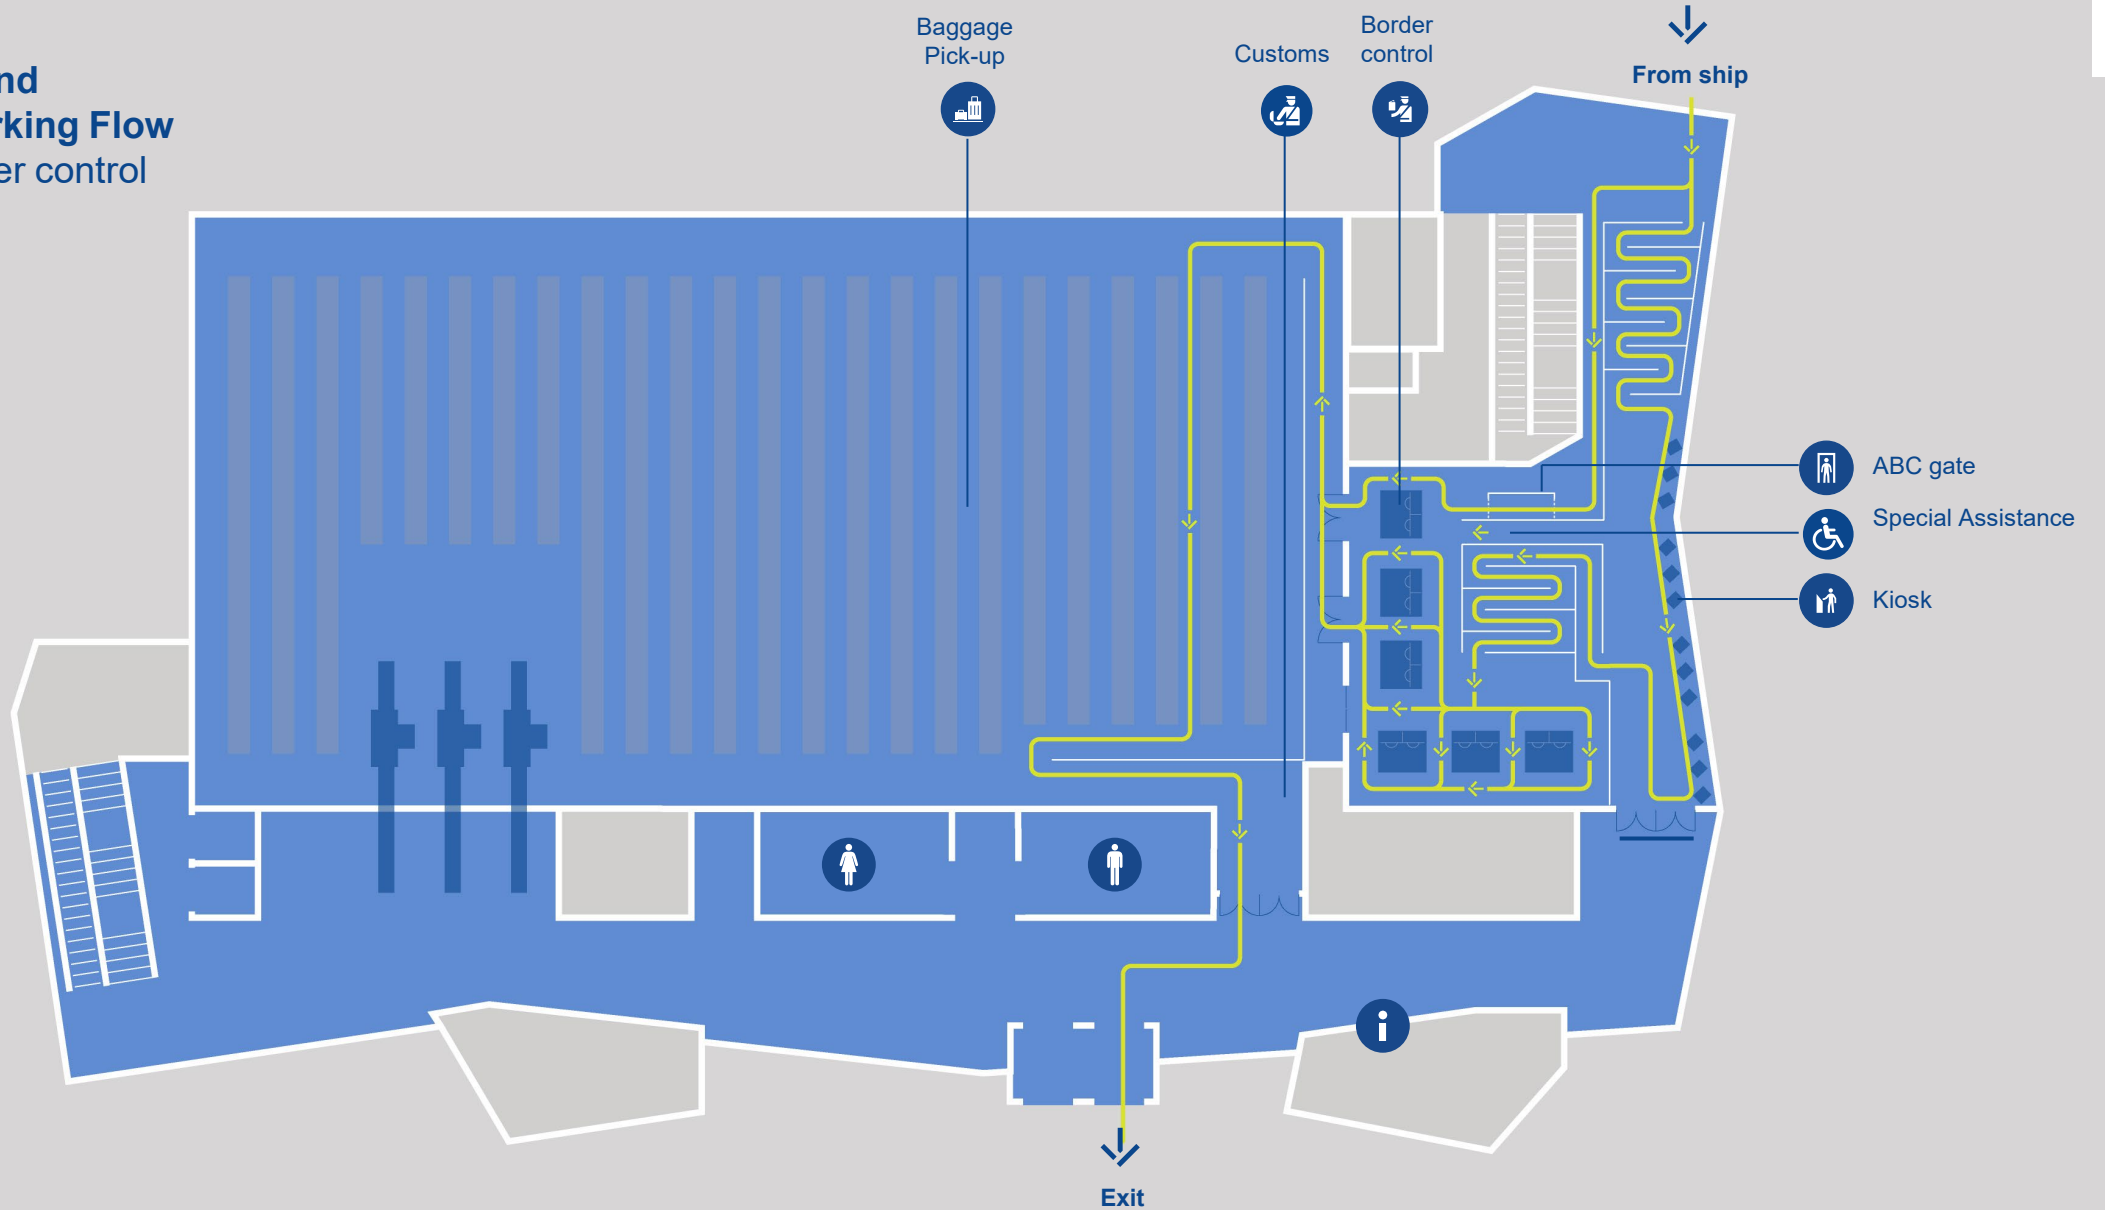 nd
rking Flow
er control
Baggage
Pick-up
Customs
Border
control
From ship
ABC gate
Special Assistance
Kiosk
Exit